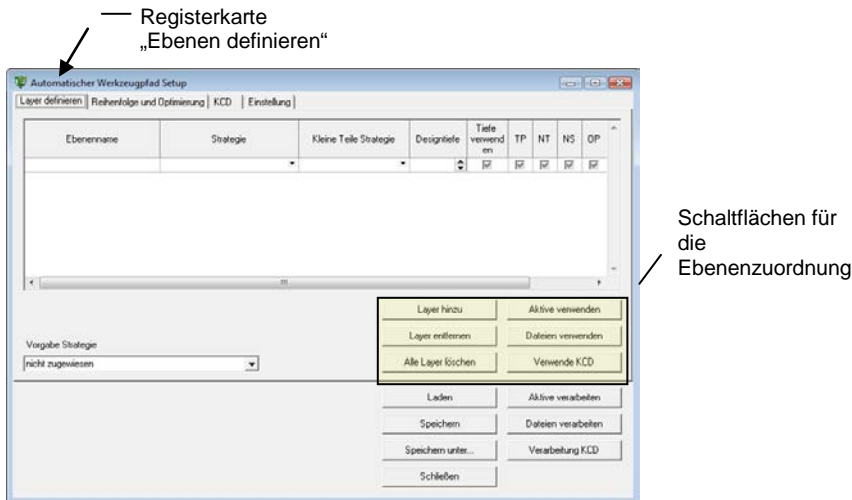 Registerkarte
„Ebenen definieren“
Automatischer Werkzeugpfad Setup
Layer definieren Reihenfolge und Optimierung KCD Einstellung
Ebenenname Strategie Kleine Teile Strategie Designtiefe Tiefe verwend en TP NT NS OP
Schaltflächen für
die
Ebenenzuordnung
Layer hinzu Aktive verwenden
Layer entfernen Dateien verwenden
Vorgabe Strategie
Alle Layer löschen Verwende KCD
nicht zugewiesen
Laden Aktive verarbeiten
Speichern Dateien verarbeiten
Speichern unter... Verarbeitung KCD
Schließen